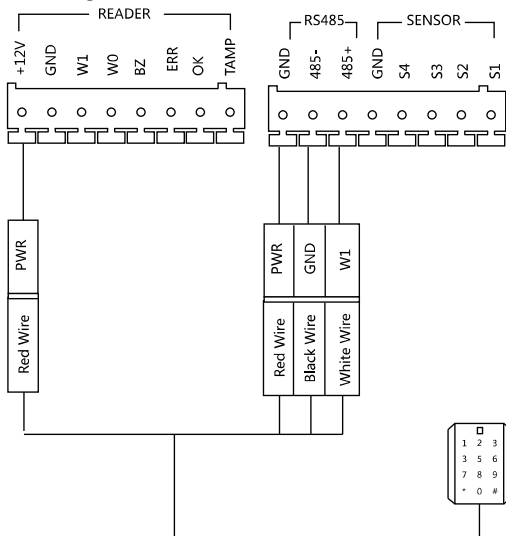 READER
+12V
GND
W1
W0
BZ
ERR
OK
TAMP
RS485
SENSOR
GND
485-
485+
GND
S4
S3
S2
S1
PWR
Red Wire
PWR
GND
W1
Red Wire
Black Wire
White Wire
1 2 3
3 5 6
7 8 9
* 0 #